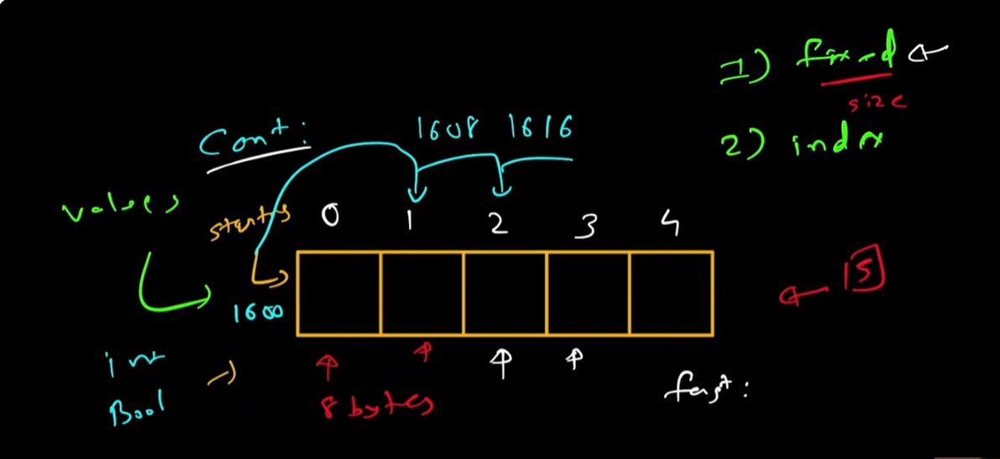 1) fixed
size
2) index
Cont:
1608 1616
values
starts
0 1 2 3 4
15
1600
int
Bool
8 bytes
fast: